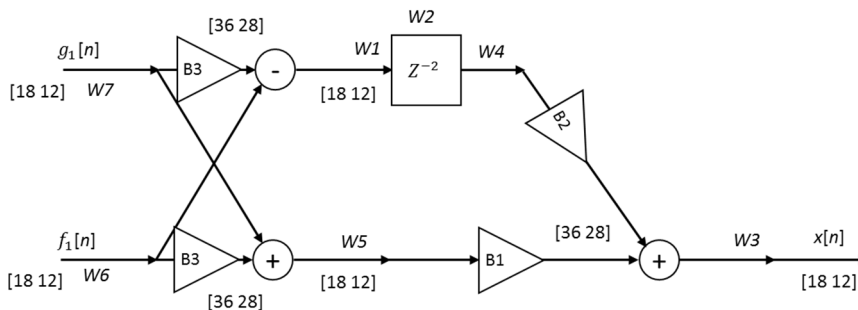 [36 28]
W2
g₁[n]
B3
-
W1
Z⁻²
W4
[18 12]
W7
[18 12]
B2
f₁[n]
B3
+
W5
B1
[36 28]
+
W3
x[n]
[18 12]
W6
[36 28]
[18 12]
[18 12]